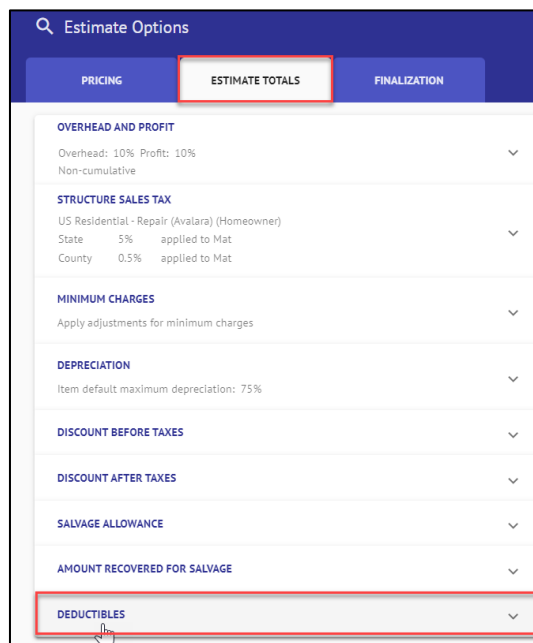 Estimate Options
PRICING
ESTIMATE TOTALS
FINALIZATION
OVERHEAD AND PROFIT
Overhead: 10% Profit: 10%
Non-cumulative
STRUCTURE SALES TAX
US Residential - Repair (Avalara) (Homeowner)
State 5% applied to Mat
County 0.5% applied to Mat
MINIMUM CHARGES
Apply adjustments for minimum charges
DEPRECIATION
Item default maximum depreciation: 75%
DISCOUNT BEFORE TAXES
DISCOUNT AFTER TAXES
SALVAGE ALLOWANCE
AMOUNT RECOVERED FOR SALVAGE
DEDUCTIBLES